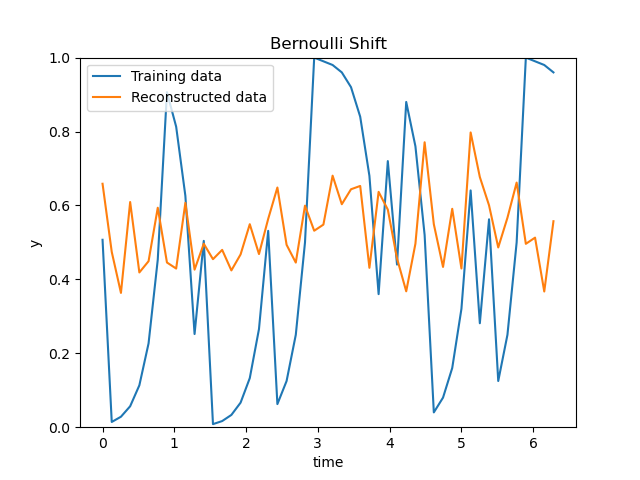 Bernoulli Shift
Training data
Reconstructed data
y
1.0
0.8
0.6
0.4
0.2
0.0
0 1 2 3 4 5 6
time